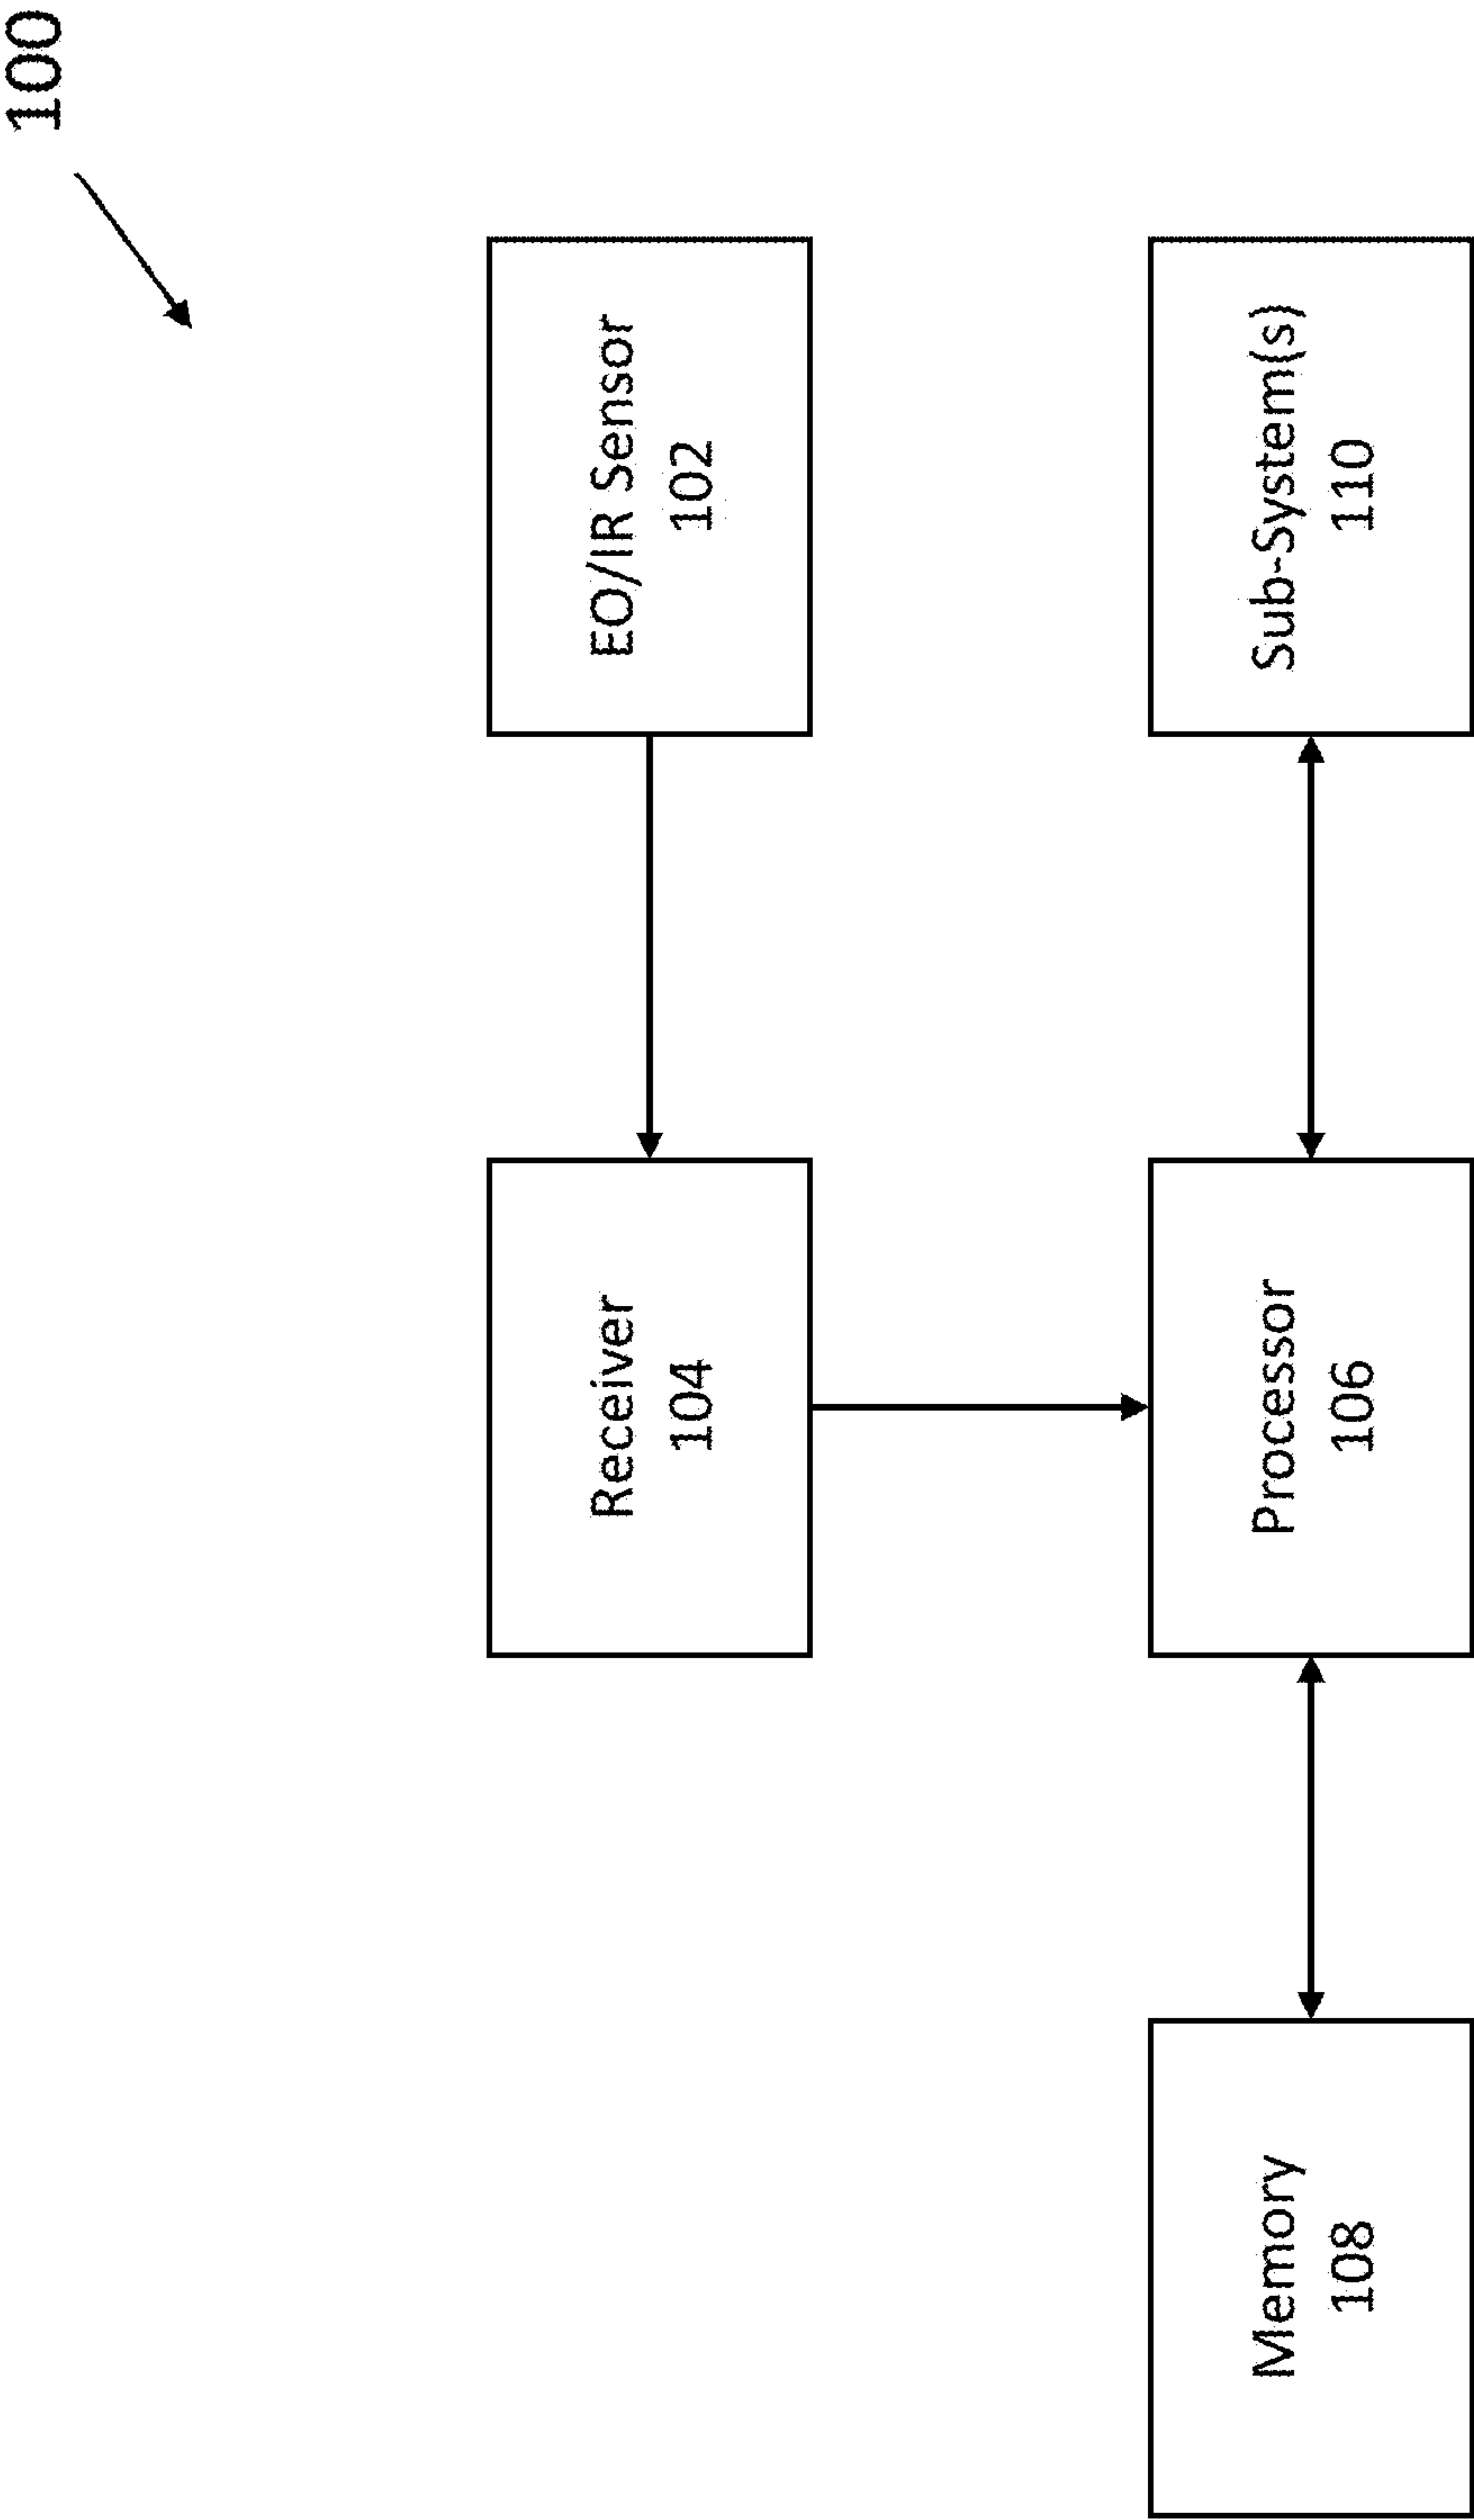 100
Receiver
104
EO/IR Sensor
102
Memory
108
Processor
106
Sub-System(s)
110